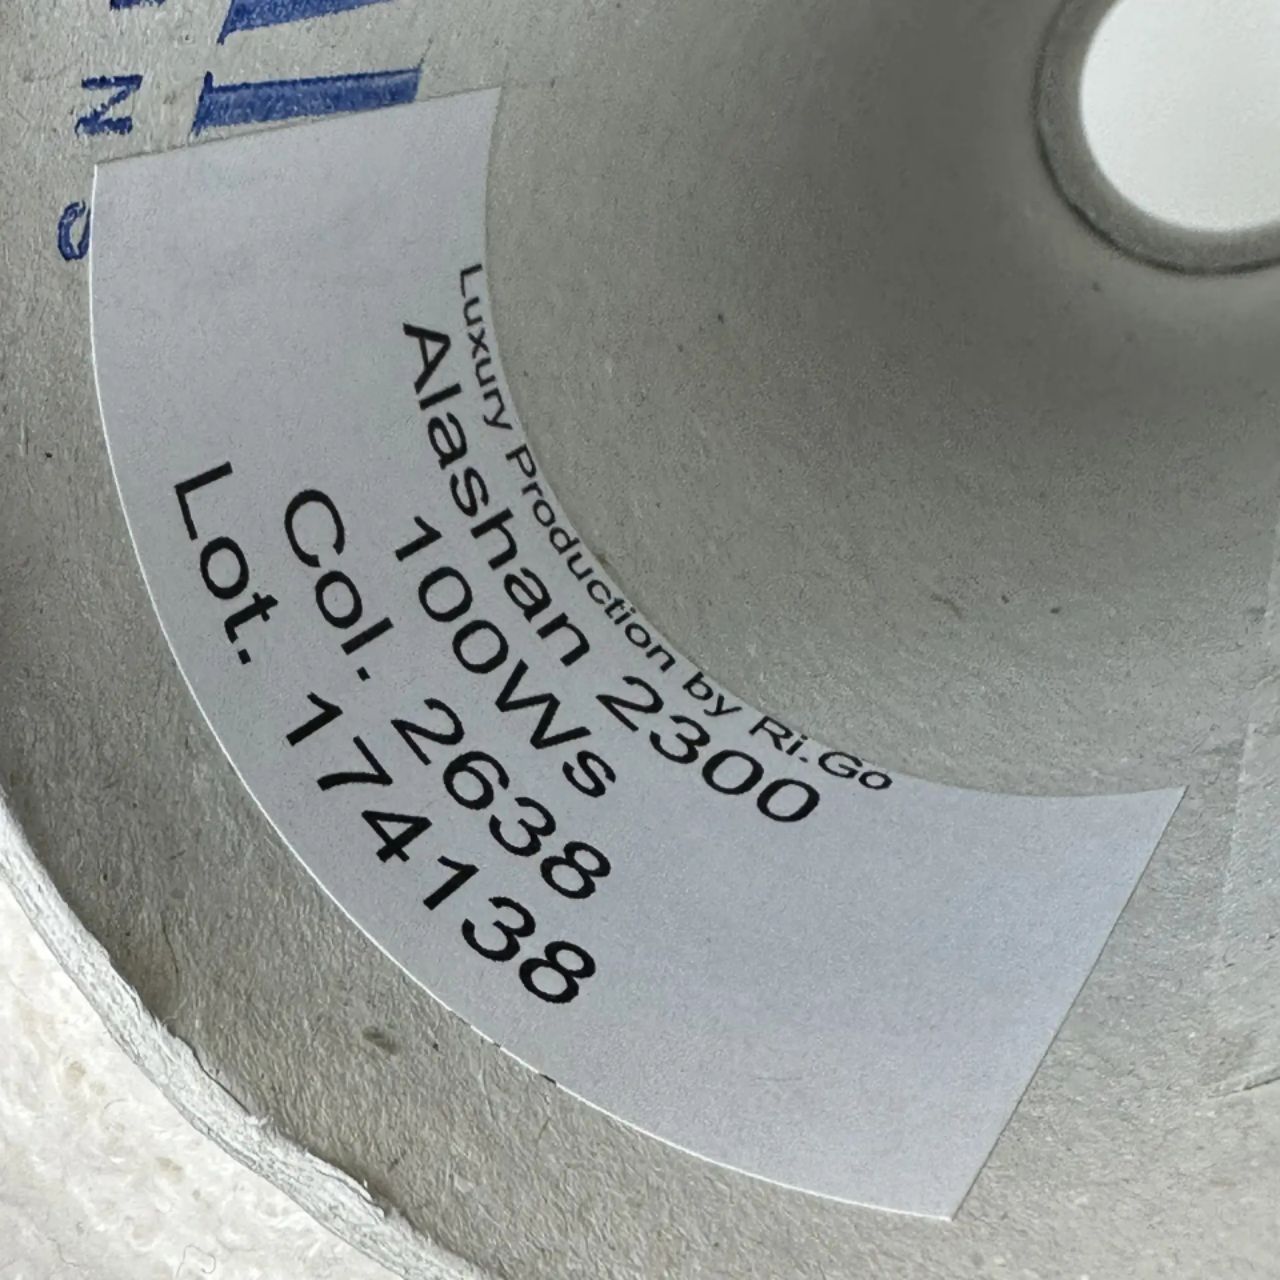 Luxury Production by Ri.Go
Alashan 2300
100Ws
Col. 2638
Lot. 174138